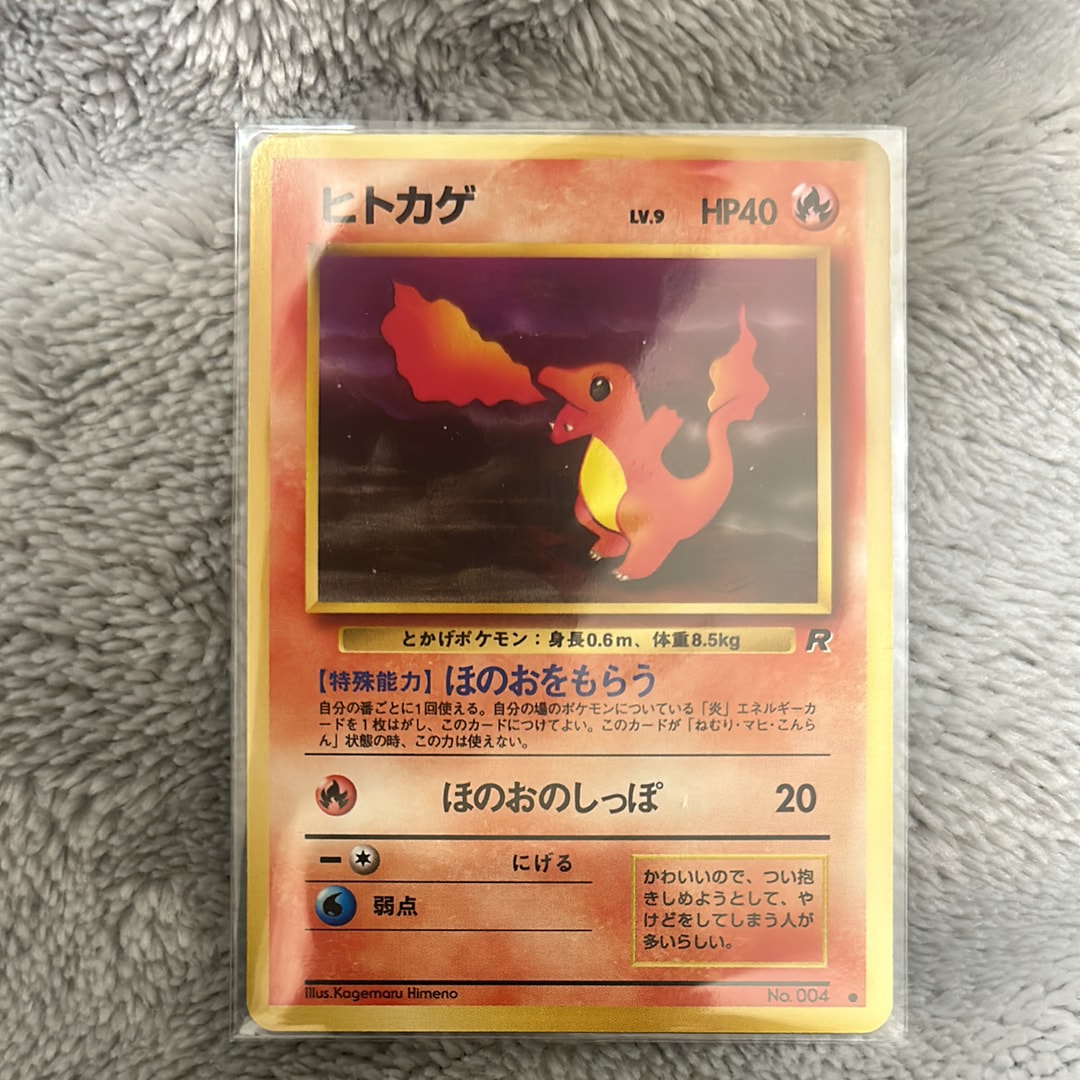 ヒトカゲ LV.9 HP40
とかげポケモン：身長0.6m、体重8.5kg R
【特殊能力】ほのおをもらう
自分の番ごとに1回使える。自分の場のポケモンについている「炎」エネルギーカ
ードを1枚はがし、このカードにつけてよい。このカードが「ねむり・マヒ・こんら
ん」状態の時、この力は使えない。
ほのおのしっぽ 20
にげる
弱点
かわいいので、つい抱
きしめようとして、や
けどをしてしまう人が
多いらしい。
Illus.Kagemaru Himeno No. 004